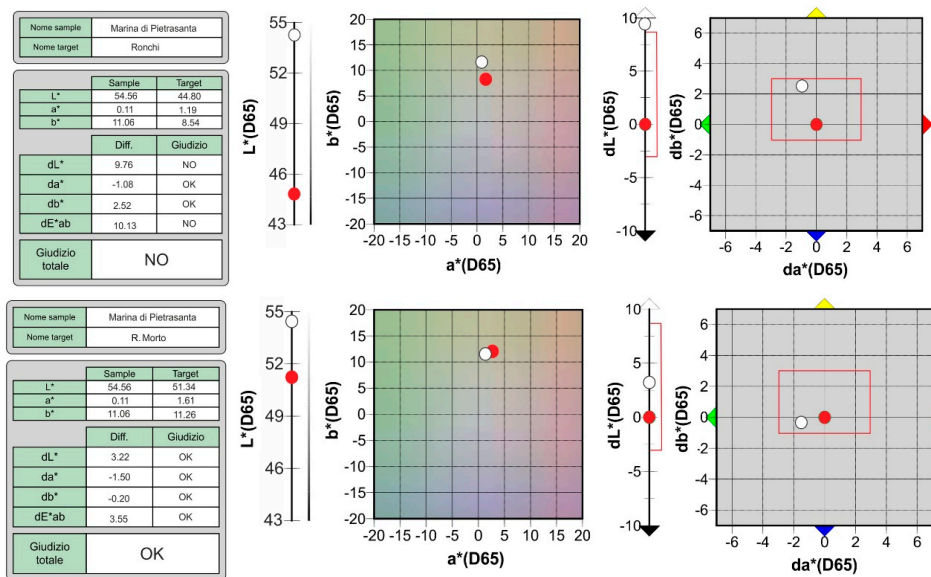 Nome sample Marina di Pietrasanta
Nome target Ronchi
Sample Target
L* 54.56 44.80
a* 0.11 1.19
b* 11.06 8.54
Diff. Giudizio
dL* 9.76 NO
da* -1.08 OK
db* 2.52 OK
dE*ab 10.13 NO
Giudizio totale NO
55
52
49
46
43
L*(D65)
20
15
10
5
0
-5
-10
-15
-20
b*(D65)
-20 -15 -10 -5 0 5 10 15 20
a*(D65)
10
5
0
-5
-10
dL*(D65)
6
4
2
0
-2
-4
-6
db*(D65)
-6 -4 -2 0 2 4 6
da*(D65)
Nome sample Marina di Pietrasanta
Nome target R. Morto
Sample Target
L* 54.56 51.34
a* 0.11 1.61
b* 11.06 11.26
Diff. Giudizio
dL* 3.22 OK
da* -1.50 OK
db* -0.20 OK
dE*ab 3.55 OK
Giudizio totale OK
55
52
49
46
43
L*(D65)
20
15
10
5
0
-5
-10
-15
-20
b*(D65)
-20 -15 -10 -5 0 5 10 15 20
a*(D65)
10
5
0
-5
-10
dL*(D65)
6
4
2
0
-2
-4
-6
db*(D65)
-6 -4 -2 0 2 4 6
da*(D65)